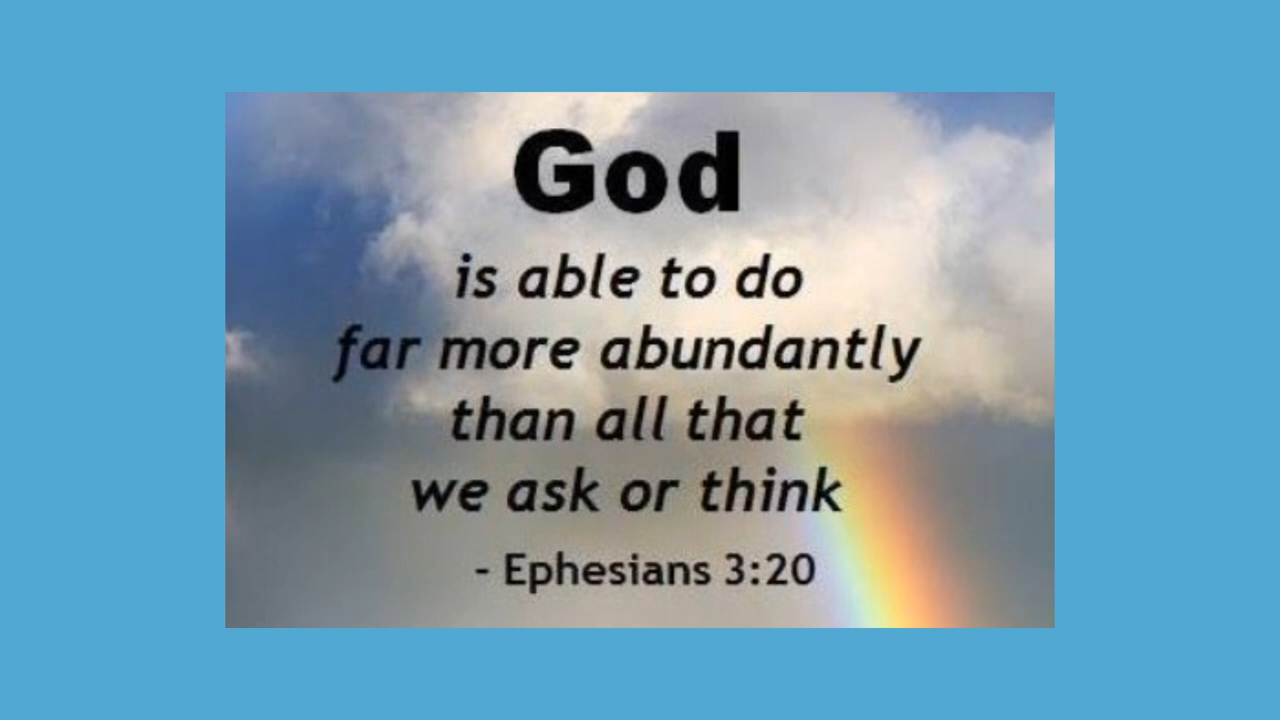 God
is able to do
far more abundantly
than all that
we ask or think
- Ephesians 3:20